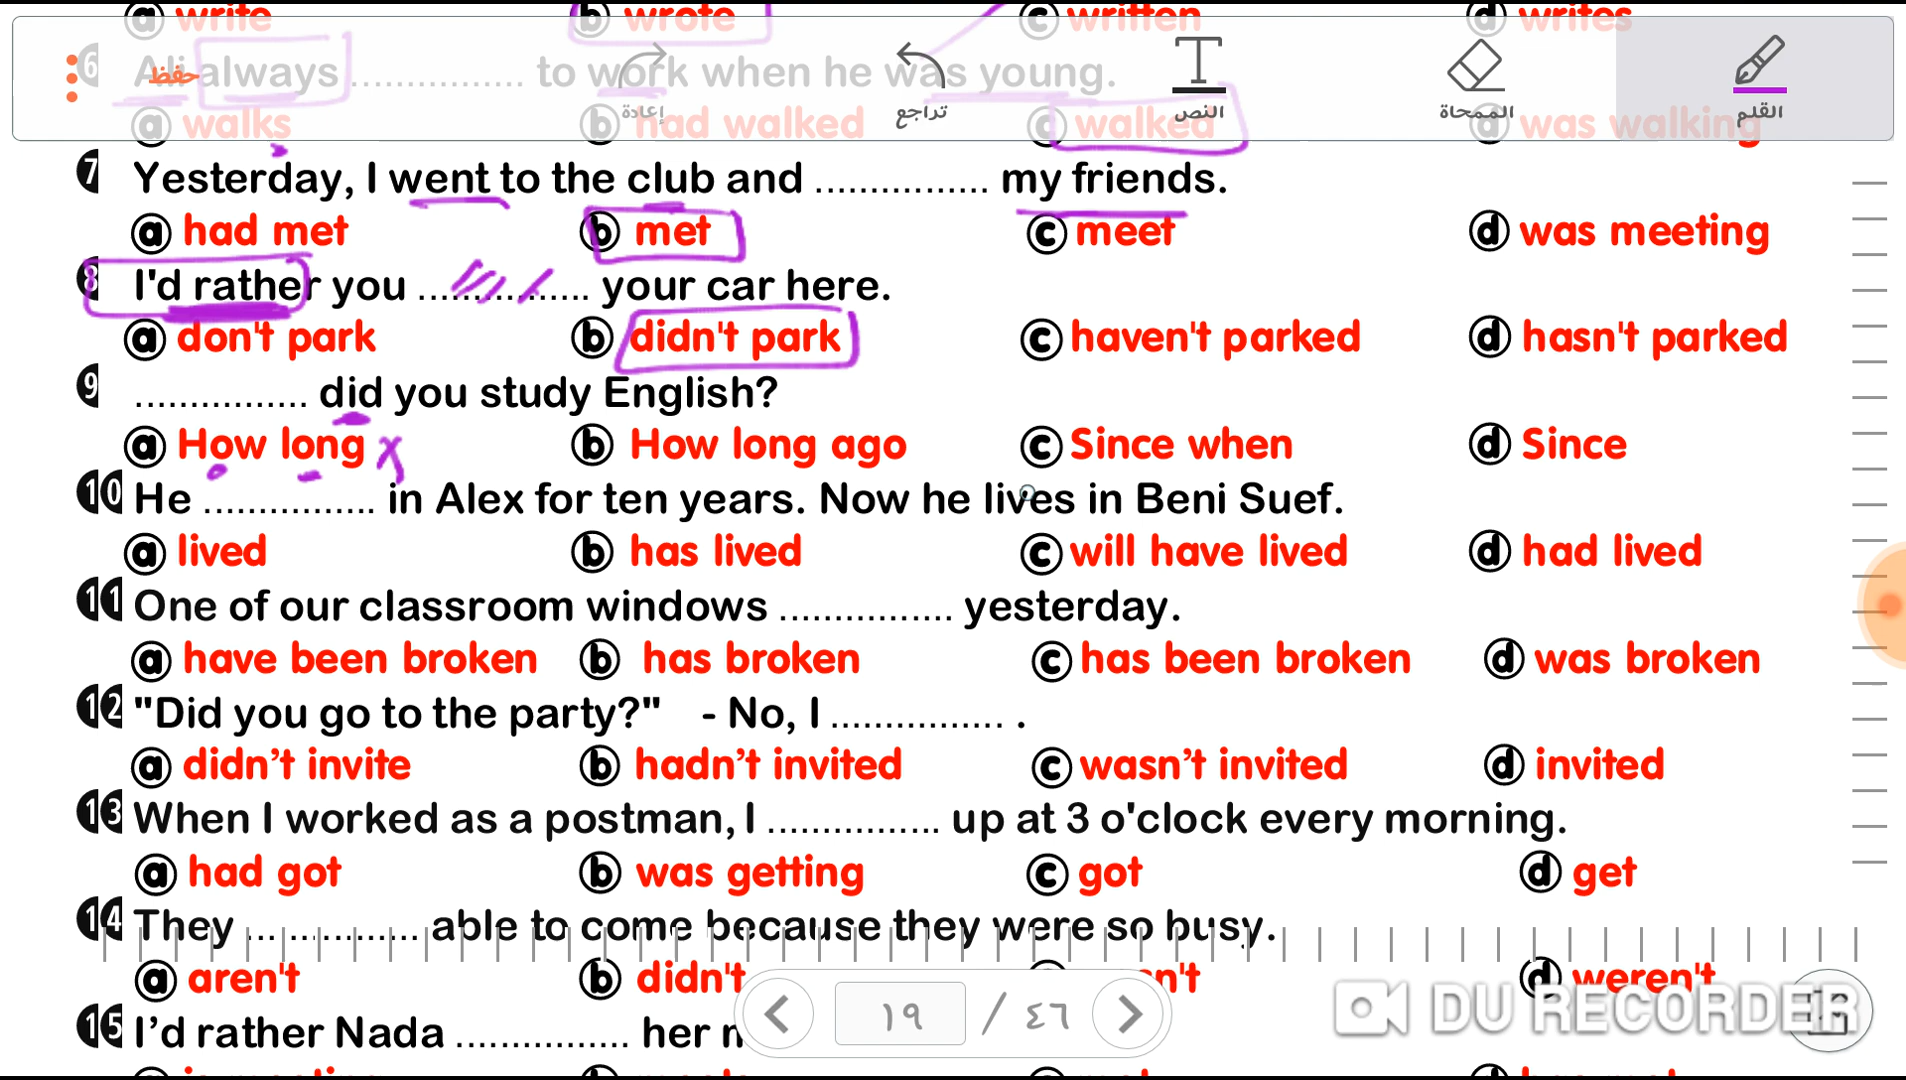 ⓐ write ⓑ wrote ⓒ written ⓓ writes
6 Ali always ................ to work when he was young.
حفظ
إعادة
تراجع
النص
الممحاة
القلم
ⓐ walks ⓑ had walked ⓒ walked ⓓ was walking
7 Yesterday, I went to the club and ................ my friends.
ⓐ had met ⓑ met ⓒ meet ⓓ was meeting
8 I'd rather you ................ your car here.
ⓐ don't park ⓑ didn't park ⓒ haven't parked ⓓ hasn't parked
9 ................ did you study English?
ⓐ How long ⓑ How long ago ⓒ Since when ⓓ Since
10 He ................ in Alex for ten years. Now he lives in Beni Suef.
ⓐ lived ⓑ has lived ⓒ will have lived ⓓ had lived
11 One of our classroom windows ................ yesterday.
ⓐ have been broken ⓑ has broken ⓒ has been broken ⓓ was broken
12 "Did you go to the party?" - No, I ................ .
ⓐ didn't invite ⓑ hadn't invited ⓒ wasn't invited ⓓ invited
13 When I worked as a postman, I ................ up at 3 o'clock every morning.
ⓐ had got ⓑ was getting ⓒ got ⓓ get
14 They ................ able to come because they were so busy.
ⓐ aren't ⓑ didn't ⓓ weren't
15 I'd rather Nada ................ her
١٩ / ٤٦
DU RECORDER